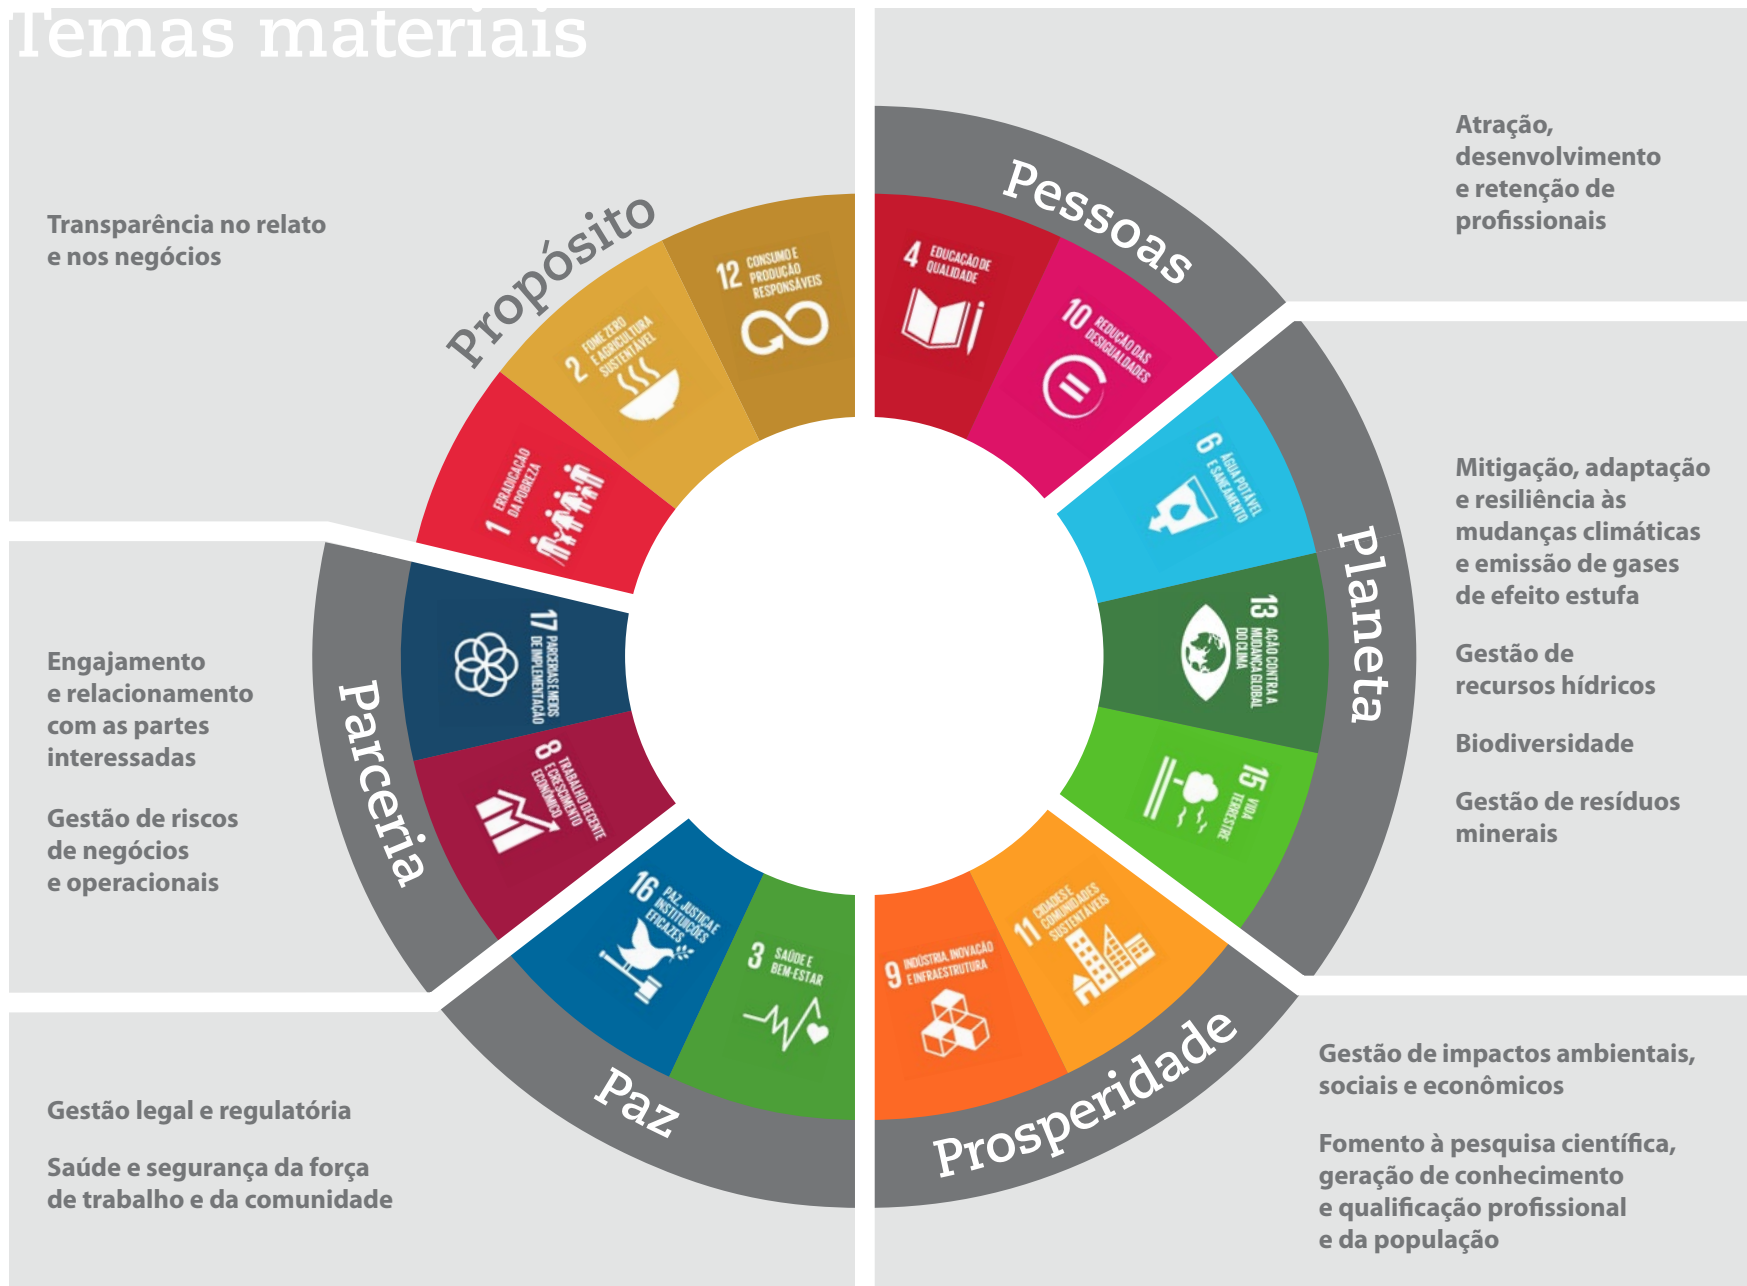 Temas materiais
Transparência no relato
e nos negócios
Propósito
1 ERRADICAÇÃO
DA POBREZA
2 FOME ZERO
E AGRICULTURA
SUSTENTÁVEL
12 CONSUMO E
PRODUÇÃO
RESPONSÁVEIS
Pessoas
4 EDUCAÇÃO DE
QUALIDADE
10 REDUÇÃO DAS
DESIGUALDADES
Atração,
desenvolvimento
e retenção de
profissionais
Planeta
6 ÁGUA POTÁVEL
E SANEAMENTO
13 AÇÃO CONTRA A
MUDANÇA GLOBAL
DO CLIMA
15 VIDA
TERRESTRE
Mitigação, adaptação
e resiliência às
mudanças climáticas
e emissão de gases
de efeito estufa
Gestão de
recursos hídricos
Biodiversidade
Gestão de resíduos
minerais
Prosperidade
11 CIDADES E
COMUNIDADES
SUSTENTÁVEIS
9 INDÚSTRIA, INOVAÇÃO
E INFRAESTRUTURA
Gestão de impactos ambientais,
sociais e econômicos
Fomento à pesquisa científica,
geração de conhecimento
e qualificação profissional
e da população
Paz
3 SAÚDE E
BEM-ESTAR
16 PAZ, JUSTIÇA E
INSTITUIÇÕES
EFICAZES
Gestão legal e regulatória
Saúde e segurança da força
de trabalho e da comunidade
Parceria
8 TRABALHO DECENTE
E CRESCIMENTO
ECONÔMICO
17 PARCERIAS E MEIOS
DE IMPLEMENTAÇÃO
Engajamento
e relacionamento
com as partes
interessadas
Gestão de riscos
de negócios
e operacionais